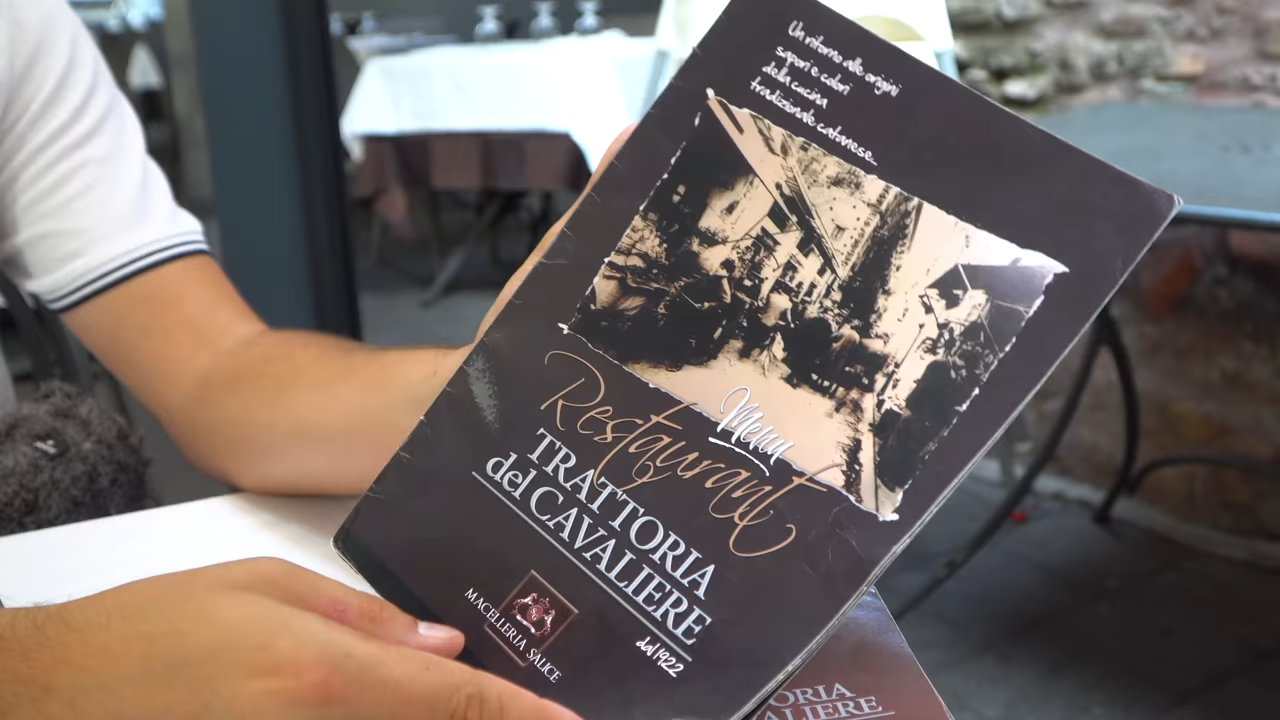 Un ritorno alle origini
sapori e colori
della cucina
tradizionale catanese...
Menu
Restaurant
TRATTORIA
del CAVALIERE
dal 1922
MACELLERIA SALICE
ORIA
ALIERE